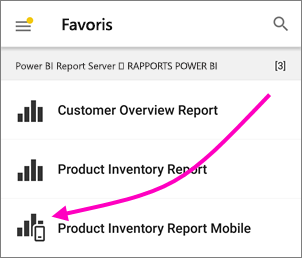 Favoris
Power BI Report Server □ RAPPORTS POWER BI [3]
Customer Overview Report
Product Inventory Report
Product Inventory Report Mobile